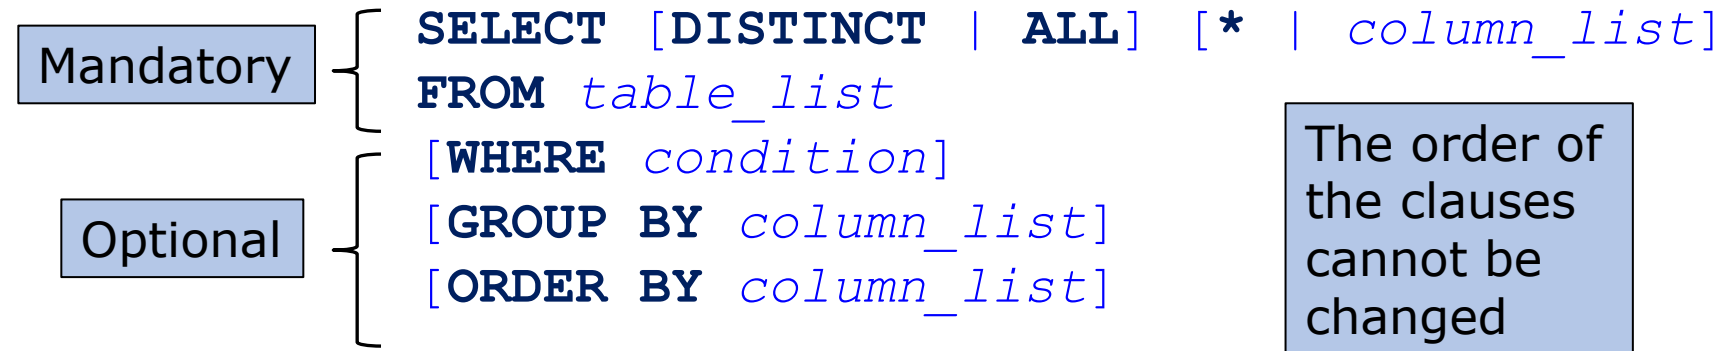 Mandatory
SELECT [DISTINCT | ALL] [* | column_list]
FROM table_list
[WHERE condition]
Optional
[GROUP BY column_list]
[ORDER BY column_list]
The order of
the clauses
cannot be
changed